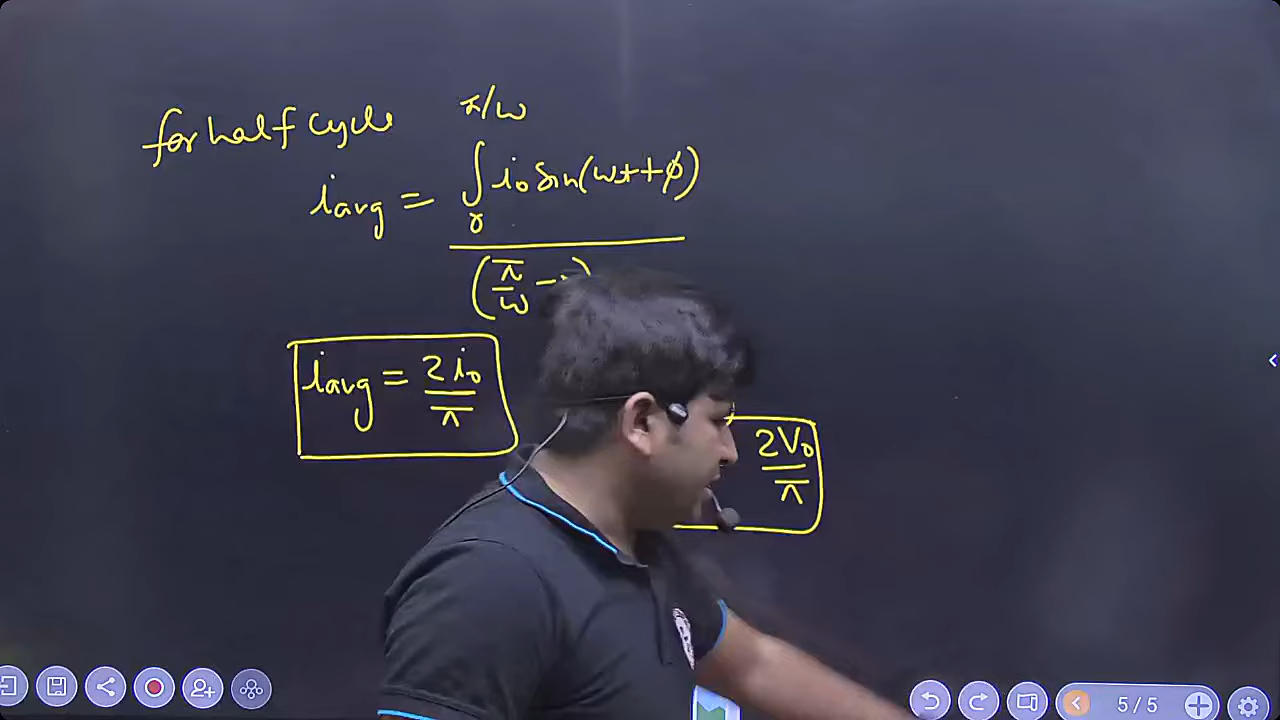 for half cycle
π/ω
iavg = ∫ i₀ sin(ωt+ϕ)
0
(π/ω -
iavg = 2i₀/π
2V₀/π
5/5